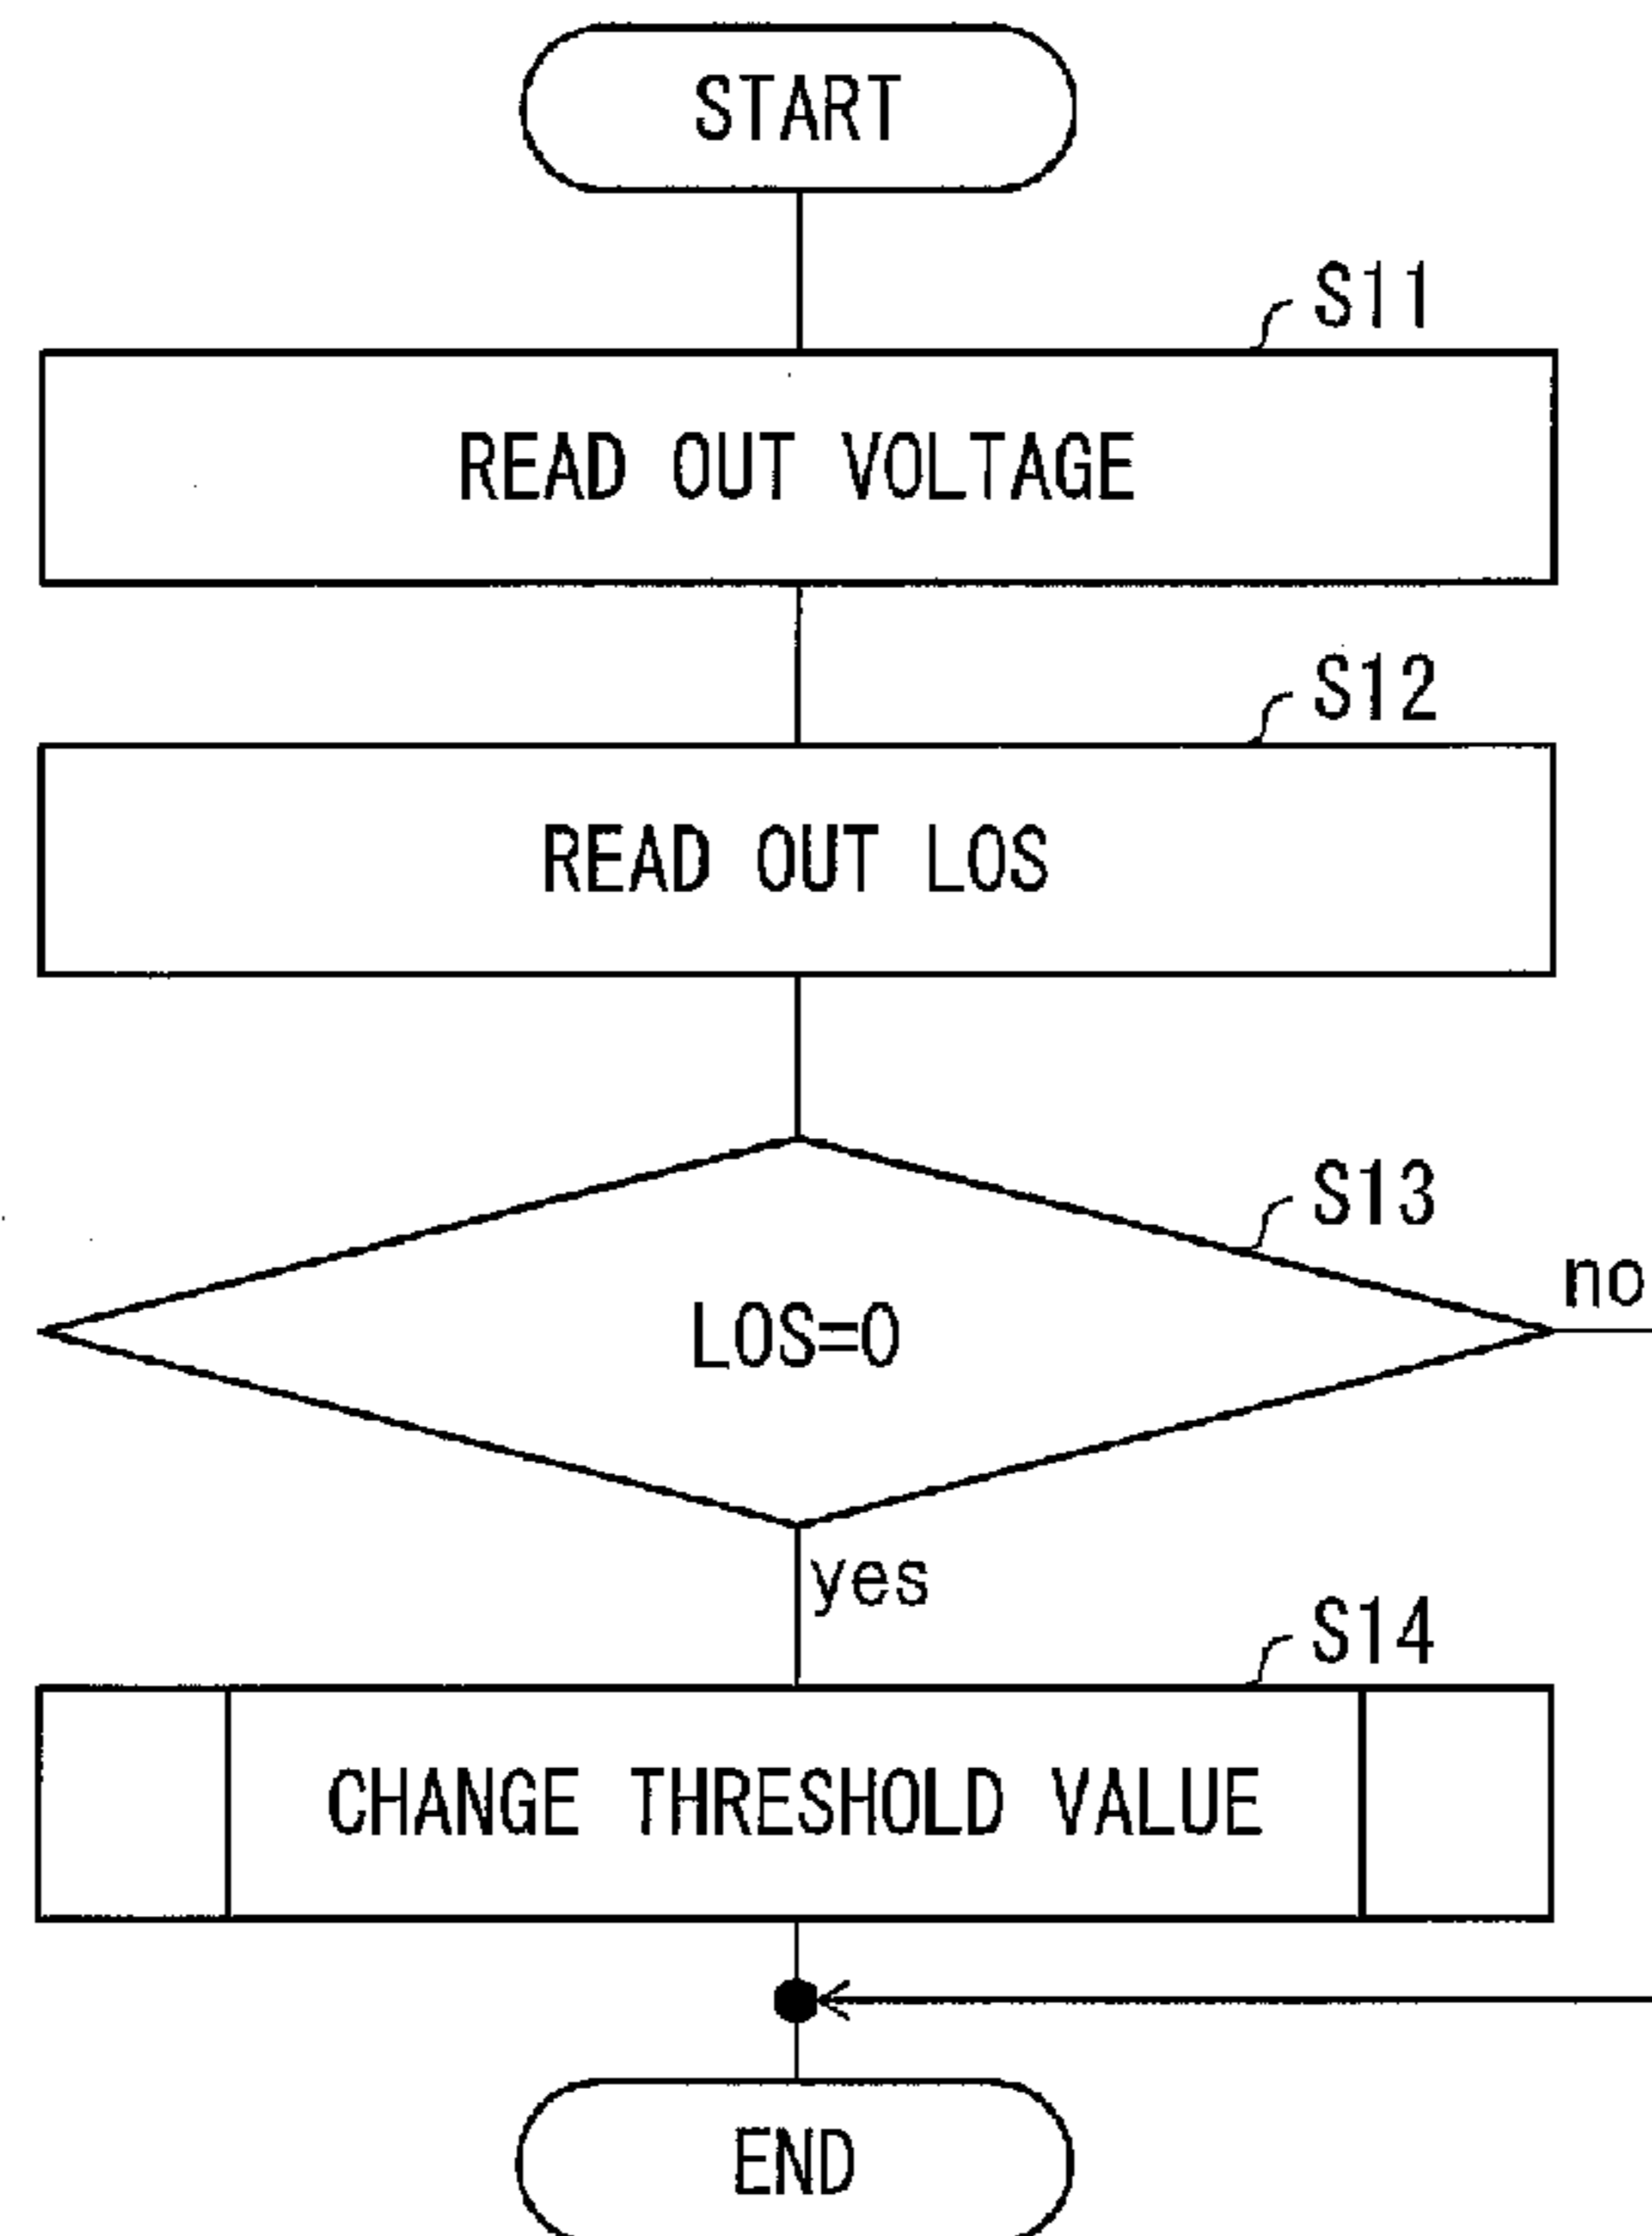 START
S11
READ OUT VOLTAGE
S12
READ OUT LOS
S13
no
LOS=0
yes
S14
CHANGE THRESHOLD VALUE
END